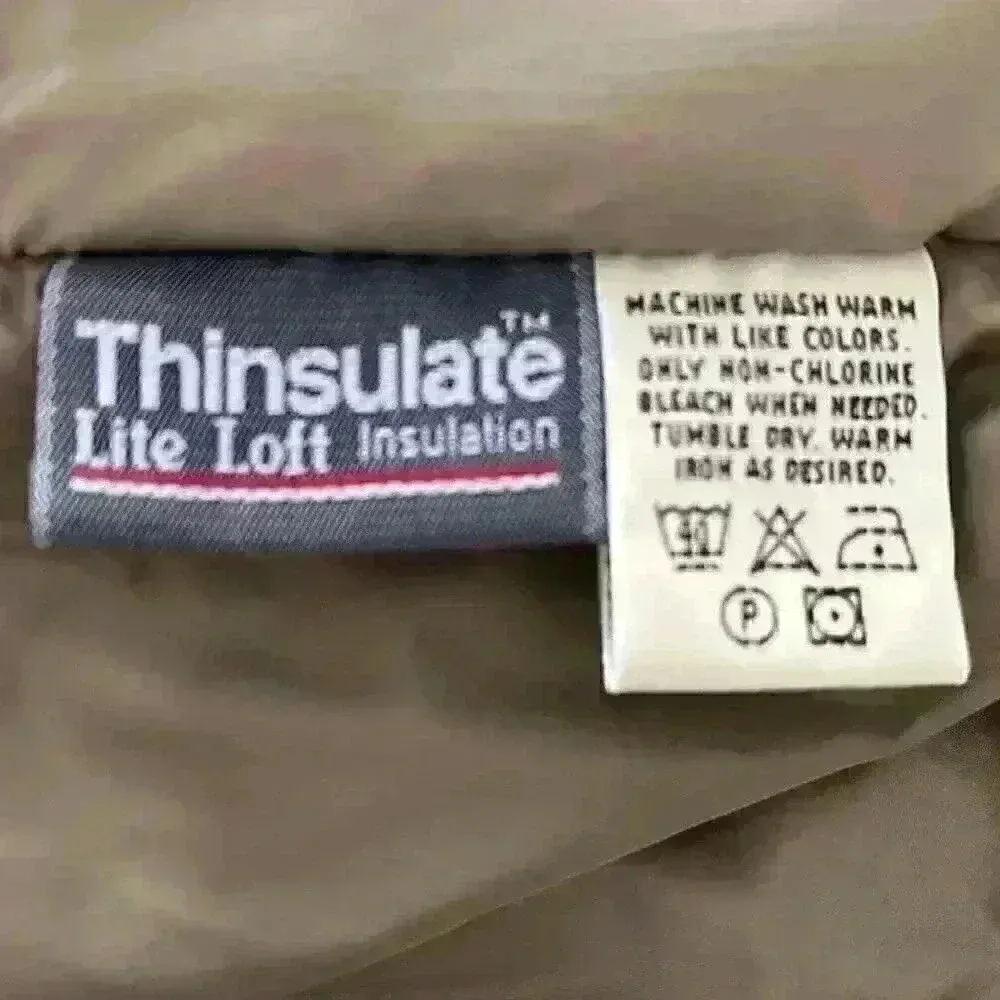 Thinsulate™
Lite Loft Insulation
MACHINE WASH WARM
WITH LIKE COLORS.
ONLY NON-CHLORINE
BLEACH WHEN NEEDED.
TUMBLE DRY. WARM
IRON AS DESIRED.
40
P